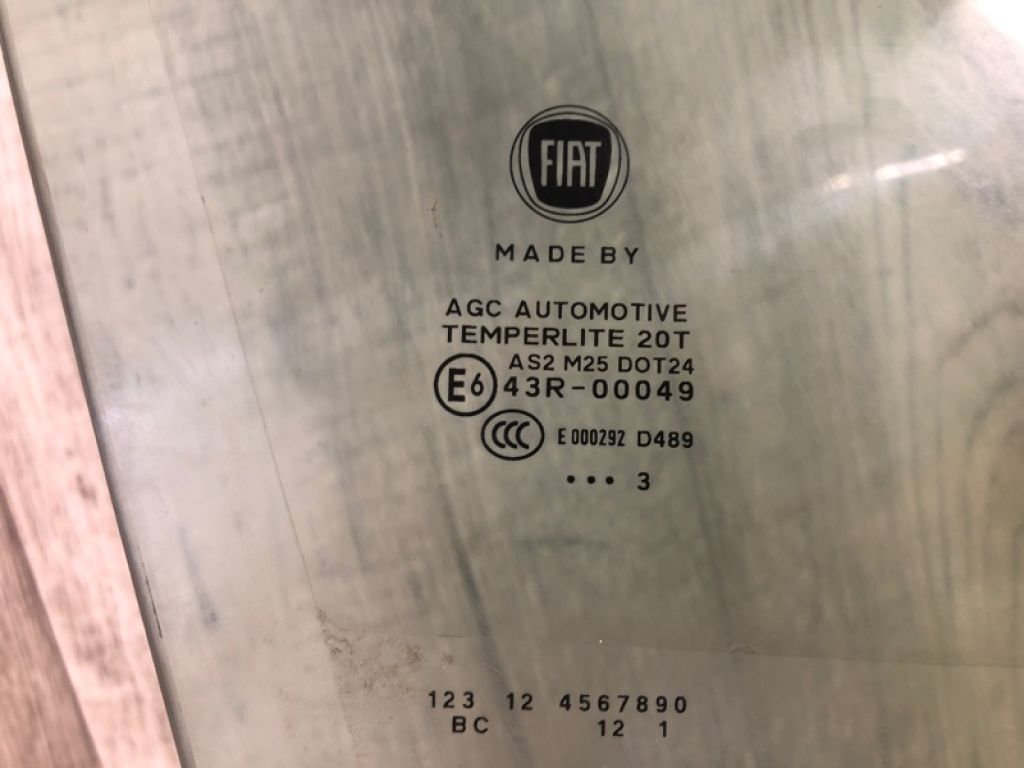 FIAT
MADE BY
AGC AUTOMOTIVE
TEMPERLITE 20T
AS2 M25 DOT24
E6 43R-00049
CCC E 000292 D489
••• 3
123 12 4567890
BC 12 1